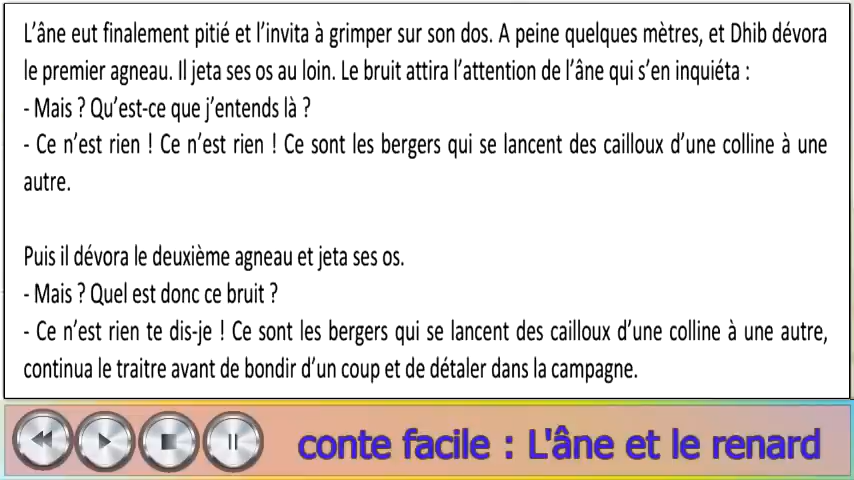 L’âne eut finalement pitié et l’invita à grimper sur son dos. A peine quelques mètres, et Dhib dévora
le premier agneau. Il jeta ses os au loin. Le bruit attira l’attention de l’âne qui s’en inquiéta :
- Mais ? Qu’est-ce que j’entends là ?
- Ce n’est rien ! Ce n’est rien ! Ce sont les bergers qui se lancent des cailloux d’une colline à une
autre.
Puis il dévora le deuxième agneau et jeta ses os.
- Mais ? Quel est donc ce bruit ?
- Ce n’est rien te dis-je ! Ce sont les bergers qui se lancent des cailloux d’une colline à une autre,
continua le traitre avant de bondir d’un coup et de détaler dans la campagne.
conte facile : L'âne et le renard